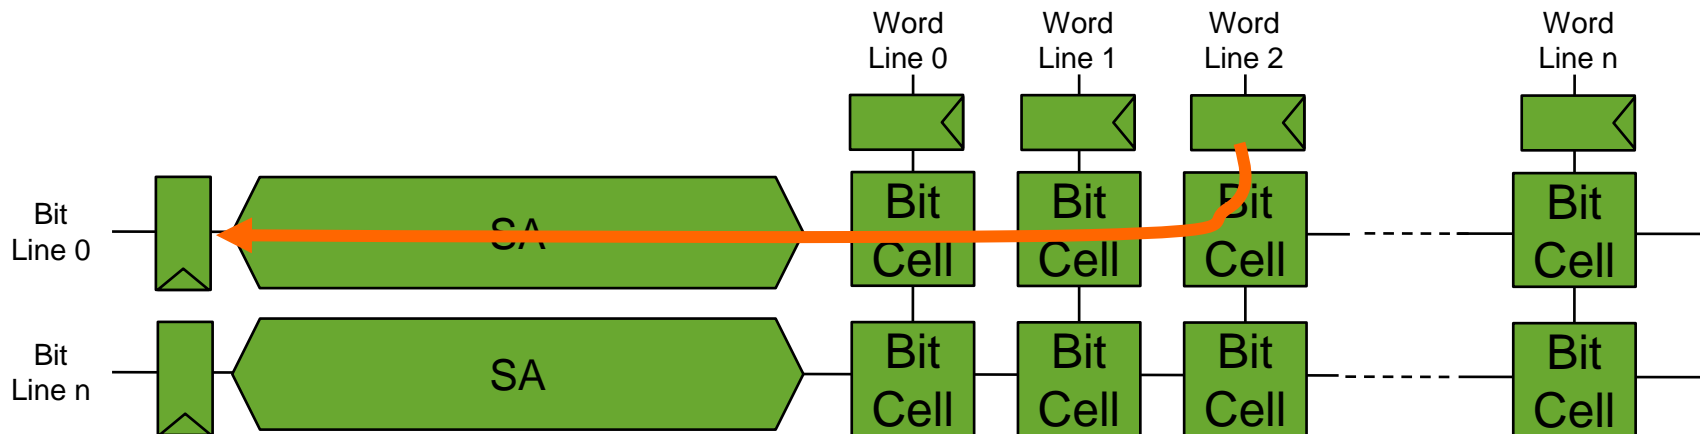 Word Line 0
Word Line 1
Word Line 2
Word Line n
Bit Line 0
SA
Bit Cell
Bit Cell
Bit Cell
Bit Cell
Bit Line n
SA
Bit Cell
Bit Cell
Bit Cell
Bit Cell